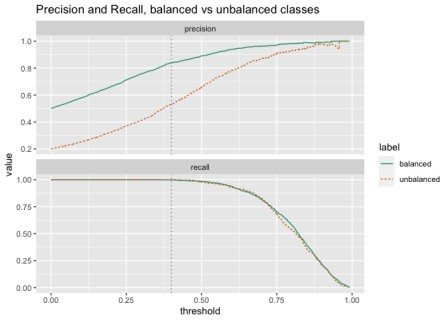 Precision and Recall, balanced vs unbalanced classes
precision
1.0
0.8
0.6
0.4
0.2
recall
1.00
0.75
0.50
0.25
0.00
value
0.00 0.25 0.50 0.75 1.00
threshold
label
balanced
unbalanced